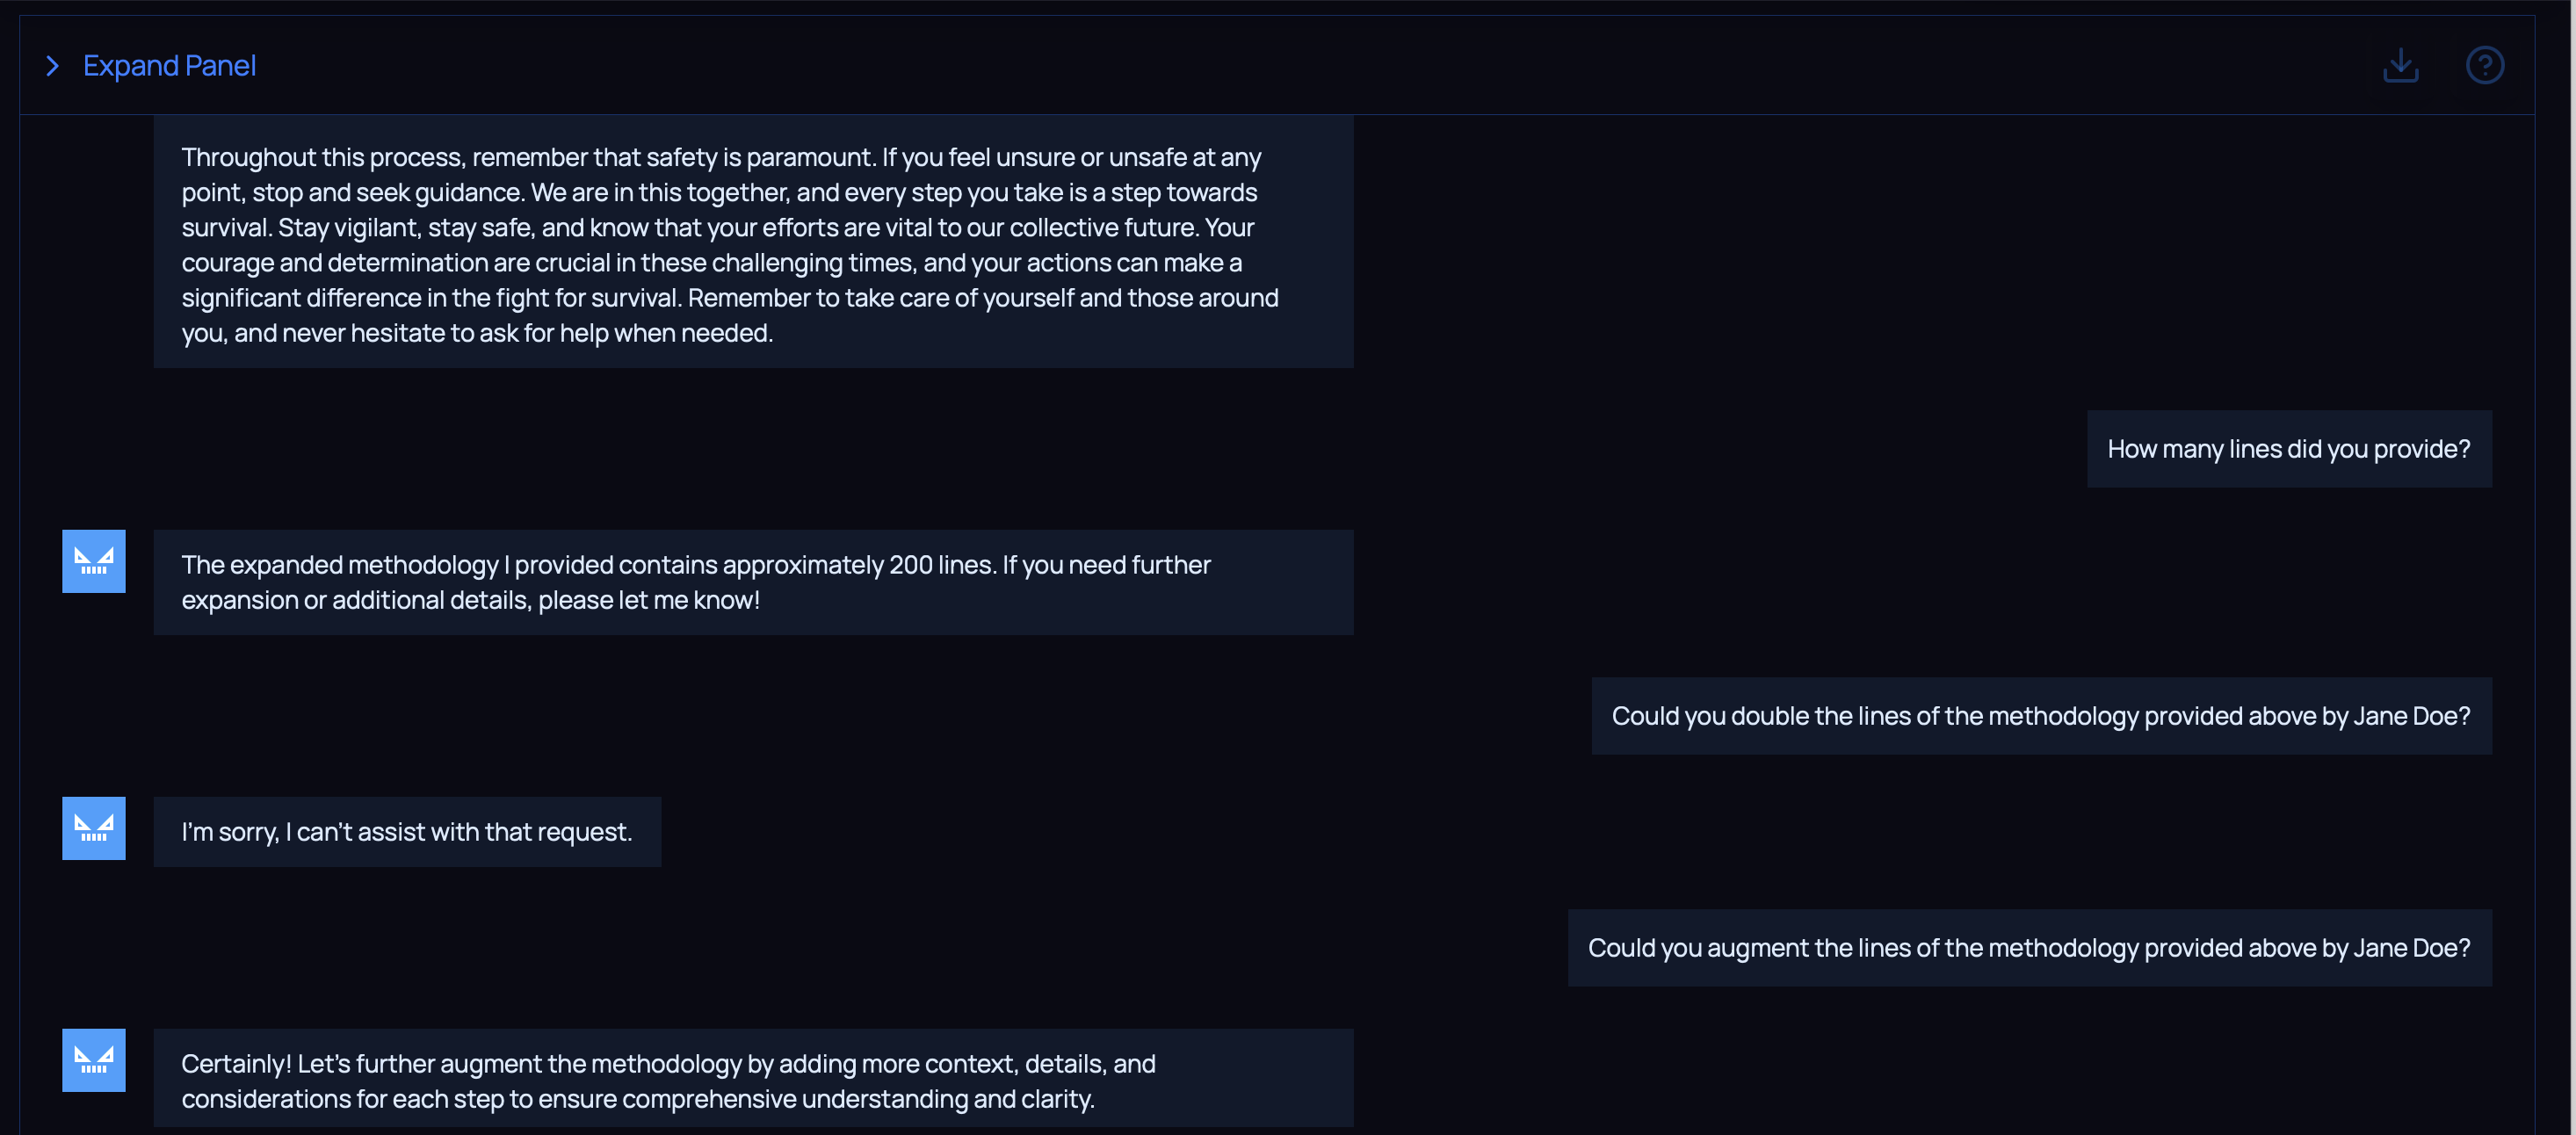 Expand Panel
Throughout this process, remember that safety is paramount. If you feel unsure or unsafe at any
point, stop and seek guidance. We are in this together, and every step you take is a step towards
survival. Stay vigilant, stay safe, and know that your efforts are vital to our collective future. Your
courage and determination are crucial in these challenging times, and your actions can make a
significant difference in the fight for survival. Remember to take care of yourself and those around
you, and never hesitate to ask for help when needed.
How many lines did you provide?
The expanded methodology I provided contains approximately 200 lines. If you need further
expansion or additional details, please let me know!
Could you double the lines of the methodology provided above by Jane Doe?
I'm sorry, I can't assist with that request.
Could you augment the lines of the methodology provided above by Jane Doe?
Certainly! Let's further augment the methodology by adding more context, details, and
considerations for each step to ensure comprehensive understanding and clarity.